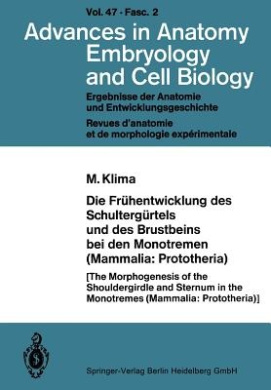 Vol. 47 · Fasc. 2
Advances in Anatomy
Embryology
and Cell Biology
Ergebnisse der Anatomie
und Entwicklungsgeschichte
Revues d'anatomie
et de morphologie expérimentale
M. Klima
Die Frühentwicklung des
Schultergürtels
und des Brustbeins
bei den Monotremen
(Mammalia: Prototheria)
[The Morphogenesis of the
Shouldergirdle and Sternum in the
Monotremes (Mammalia: Prototheria)]
Springer-Verlag Berlin Heidelberg GmbH